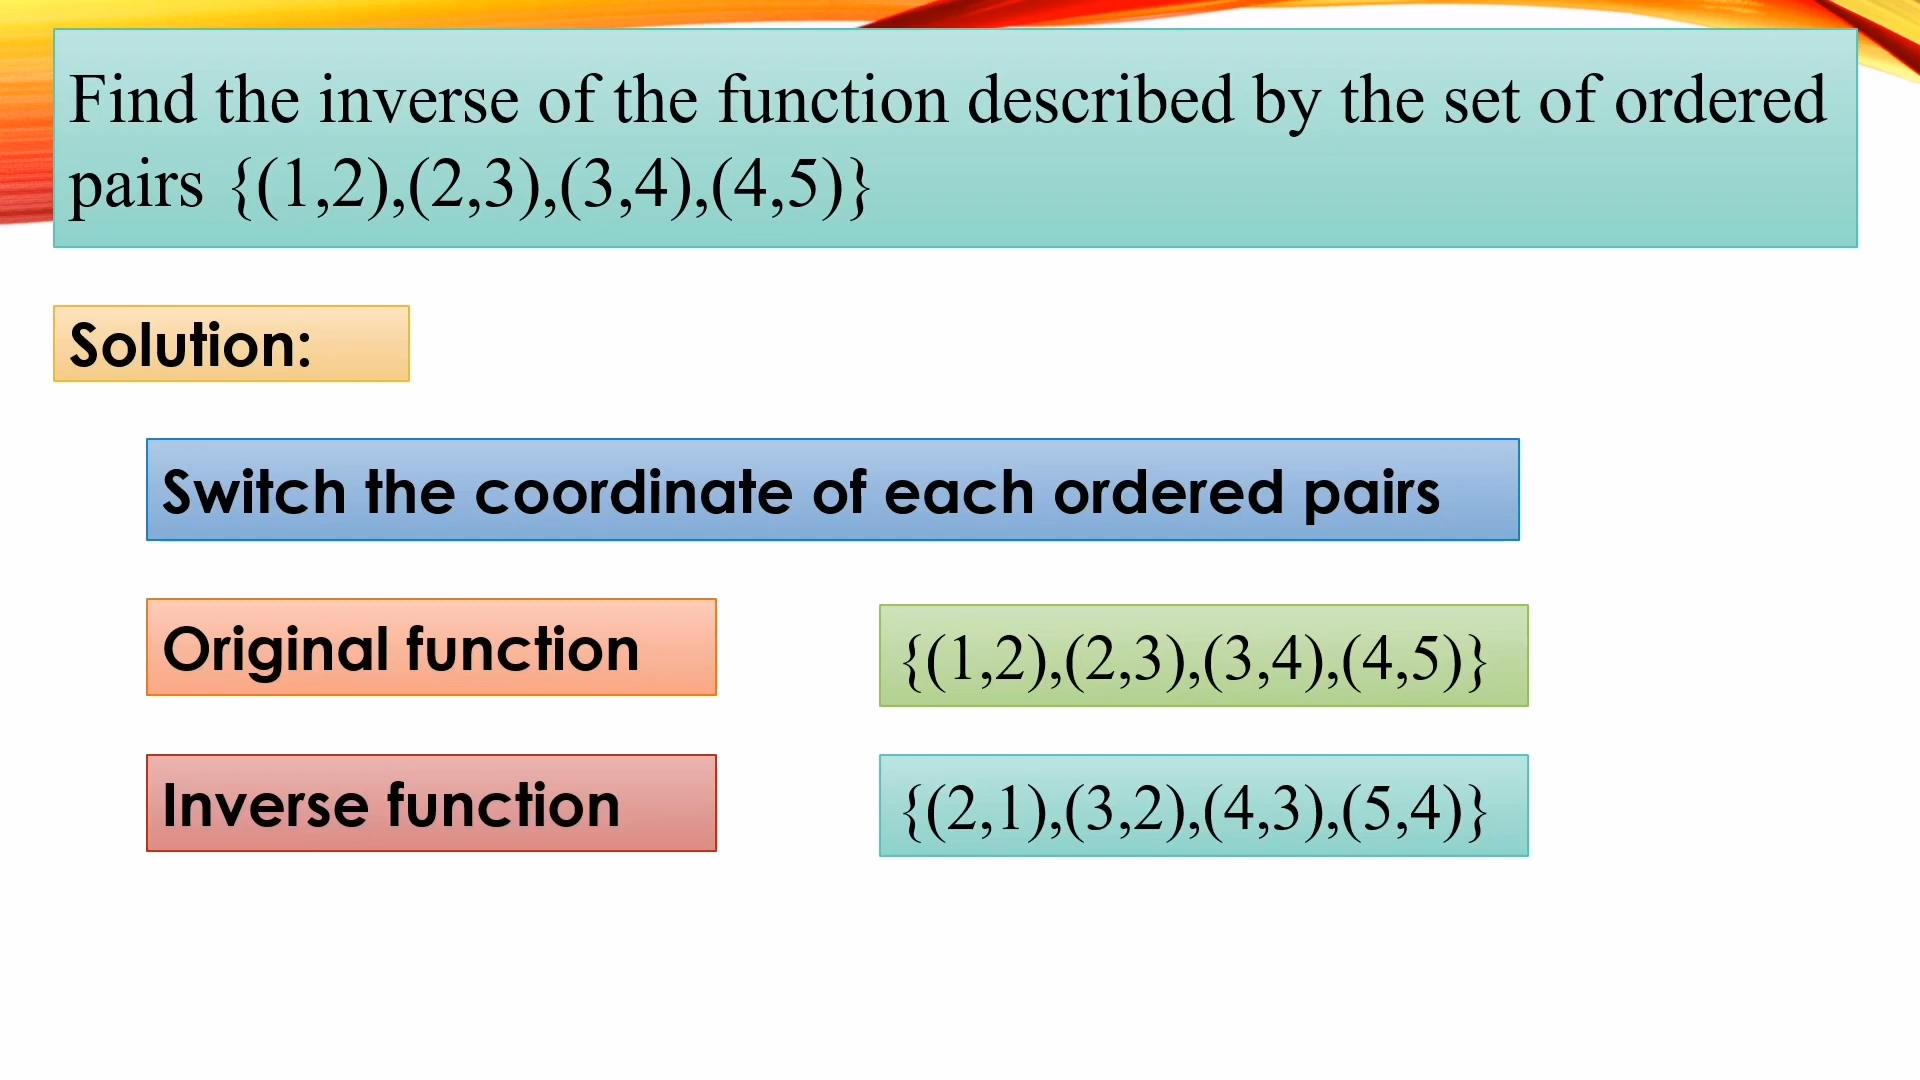 Find the inverse of the function described by the set of ordered
pairs {(1,2),(2,3),(3,4),(4,5)}
Solution:
Switch the coordinate of each ordered pairs
Original function
{(1,2),(2,3),(3,4),(4,5)}
Inverse function
{(2,1),(3,2),(4,3),(5,4)}